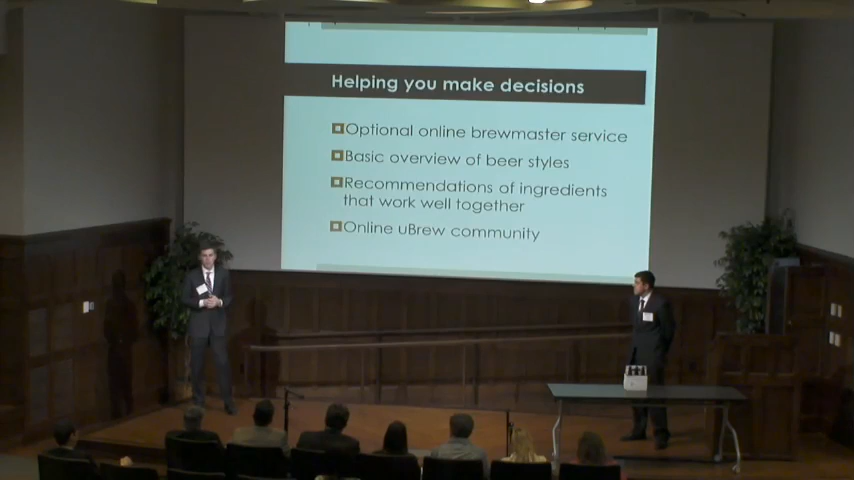 Helping you make decisions
Optional online brewmaster service
Basic overview of beer styles
Recommendations of ingredients
that work well together
Online uBrew community